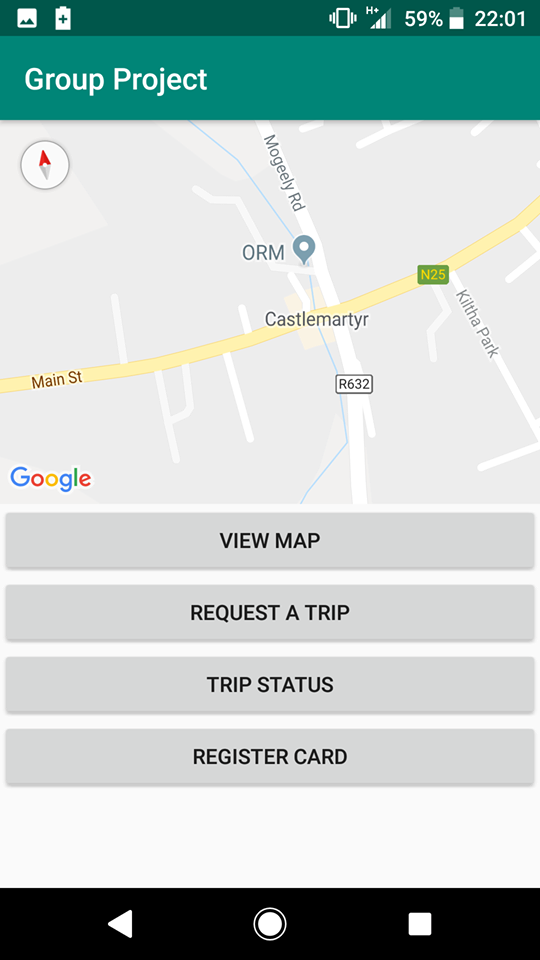 H+ 59% 22:01
Group Project
Mogeely Rd
ORM
N25
Castlemartyr
Kiltha Park
Main St
R632
Google
VIEW MAP
REQUEST A TRIP
TRIP STATUS
REGISTER CARD